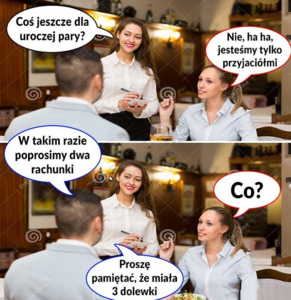 Coś jeszcze dla
uroczej pary?
Nie, ha ha,
jesteśmy tylko
przyjaciółmi
W takim razie
poprosimy dwa
rachunki
Co?
Proszę
pamiętać, że miała
3 dolewki